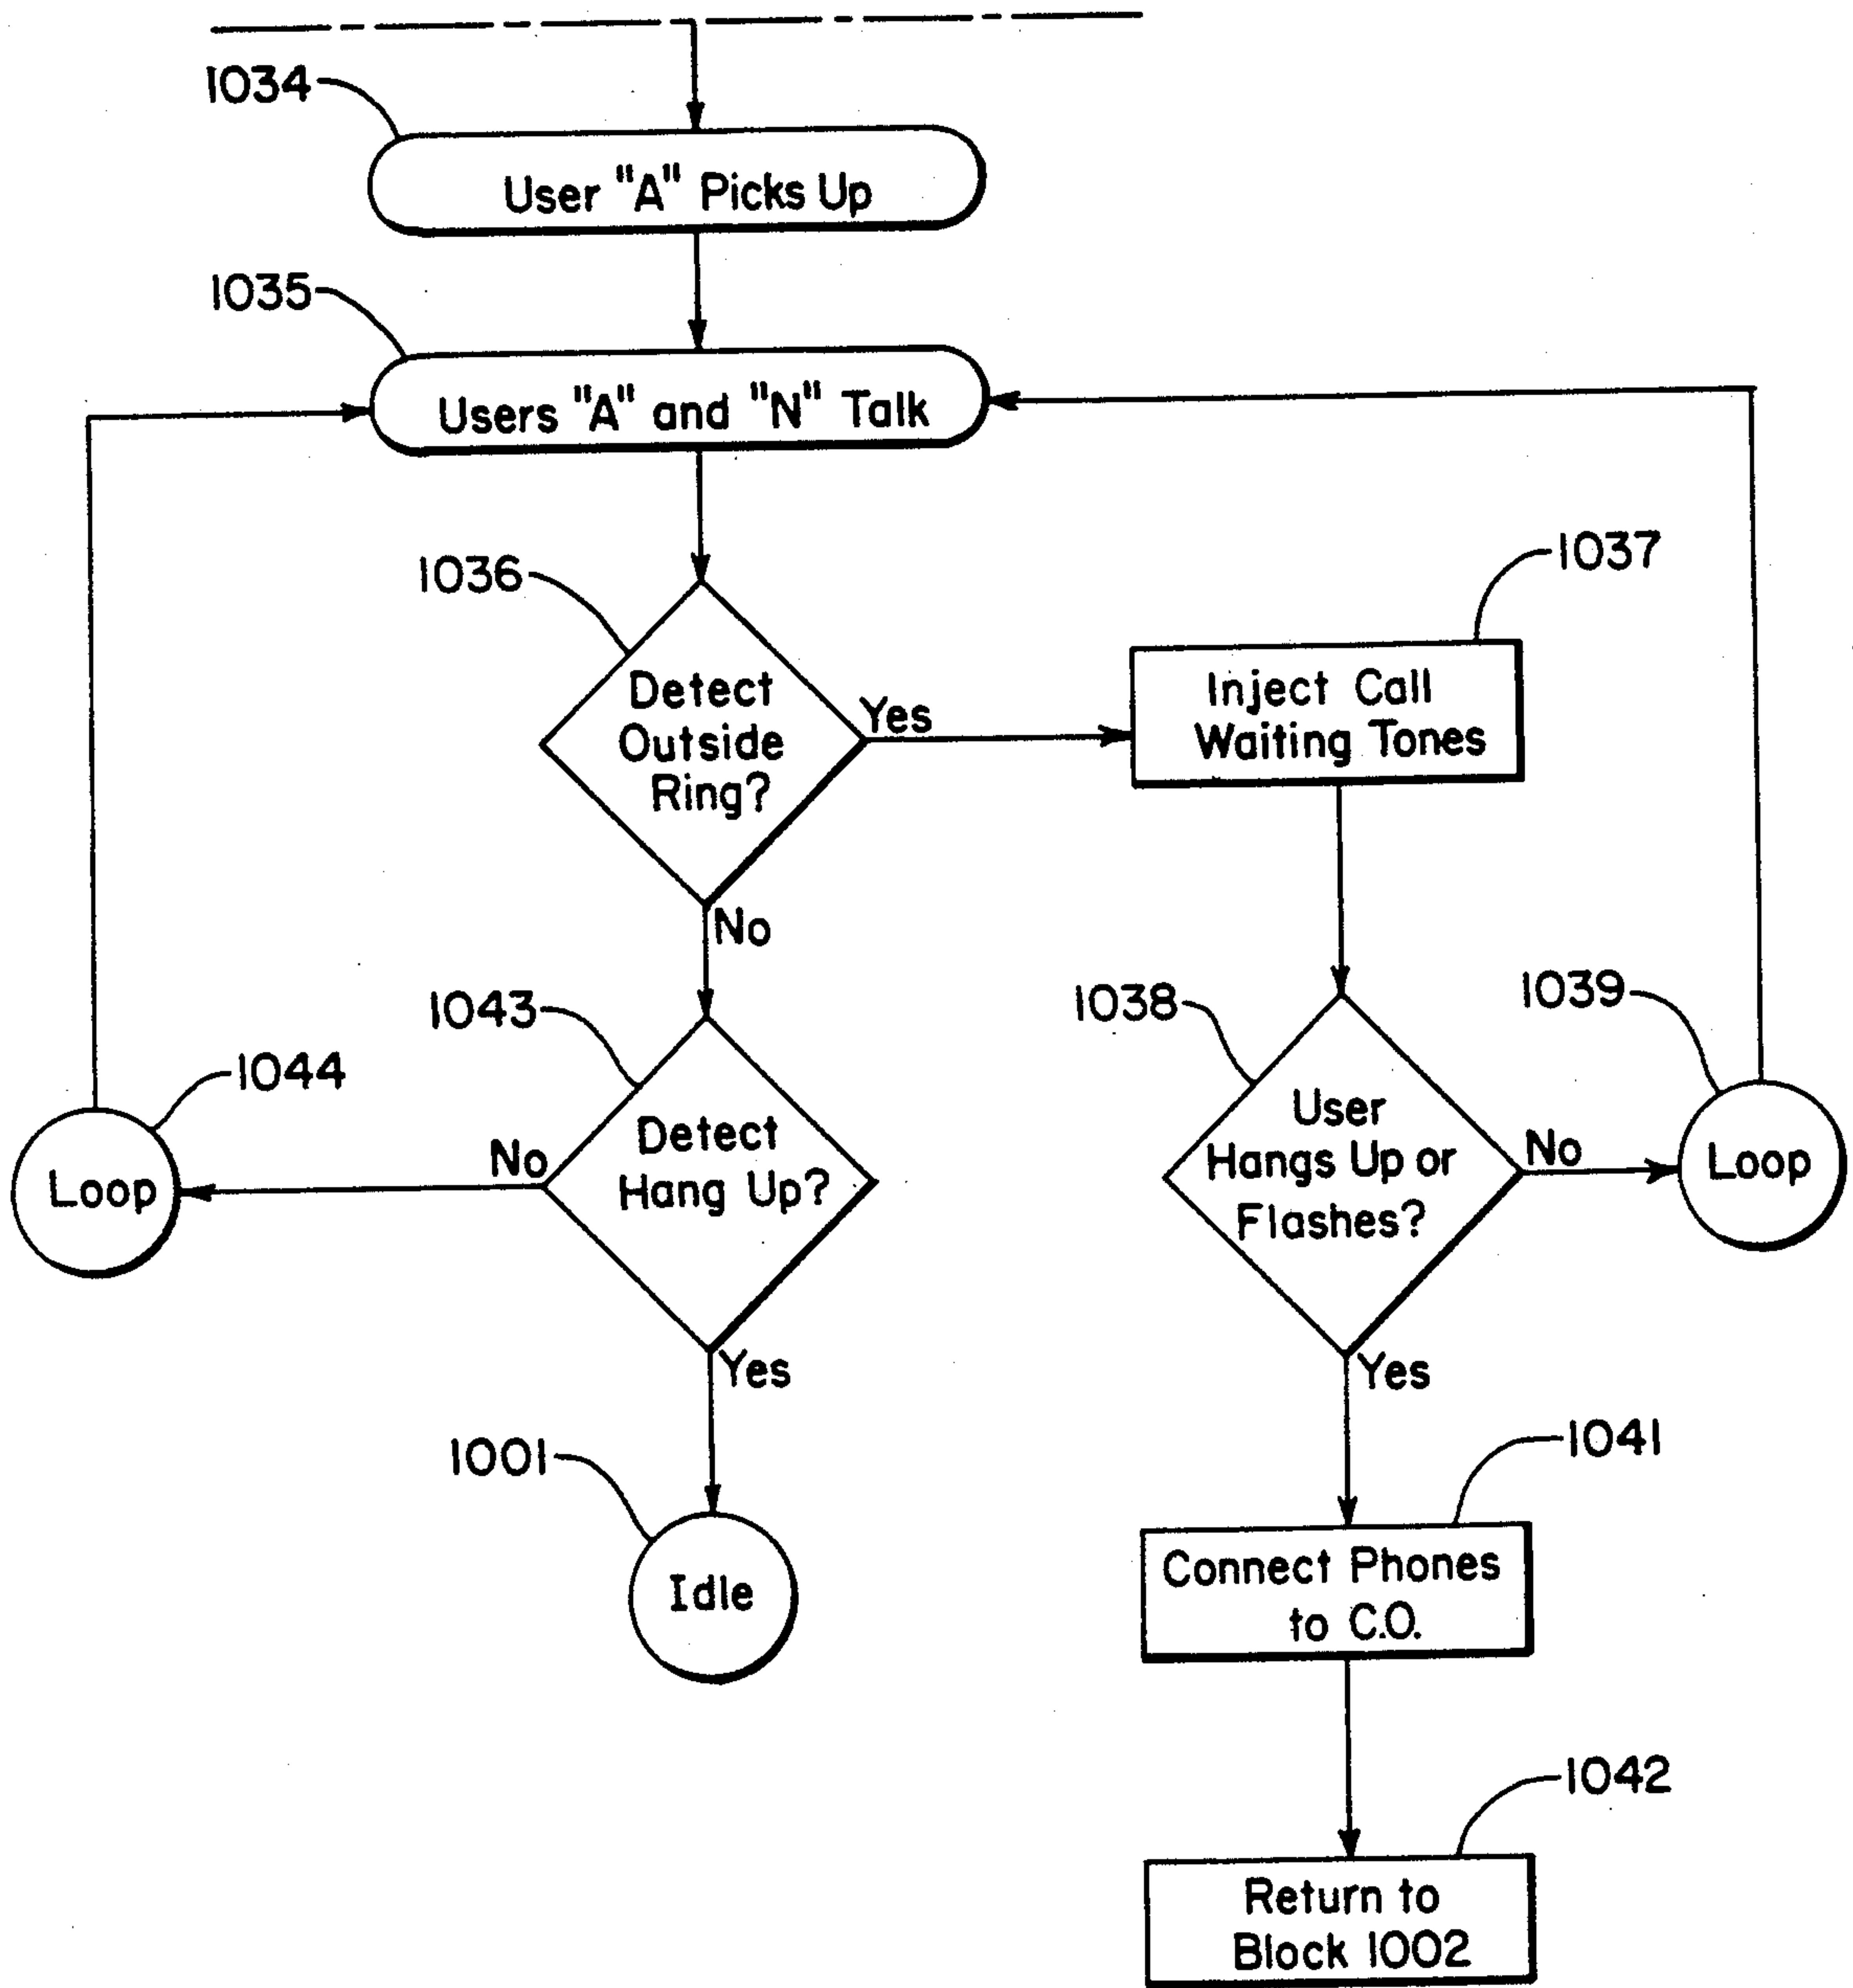 1034
User "A" Picks Up
1035
Users "A" and "N" Talk
1036
Detect
Outside
Ring?
Yes
No
1037
Inject Call
Waiting Tones
1038
User
Hangs Up or
Flashes?
No
Yes
1039
Loop
1043
Detect
Hang Up?
No
Yes
1044
Loop
1001
Idle
1041
Connect Phones
to C.O.
1042
Return to
Block 1002